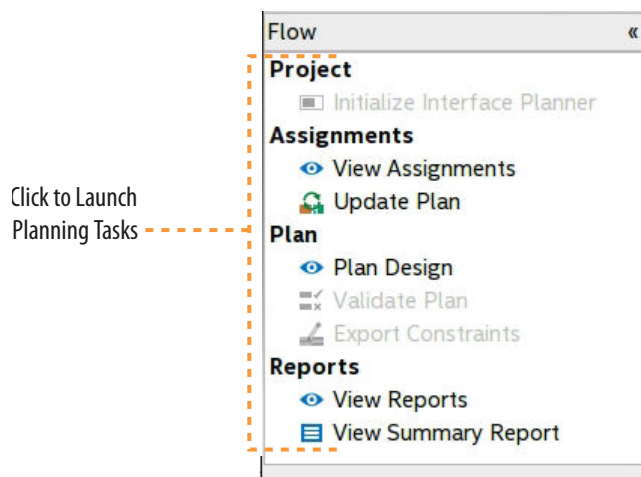 Flow «
Project
Initialize Interface Planner
Assignments
View Assignments
Update Plan
Plan
Plan Design
Validate Plan
Export Constraints
Reports
View Reports
View Summary Report
Click to Launch
Planning Tasks